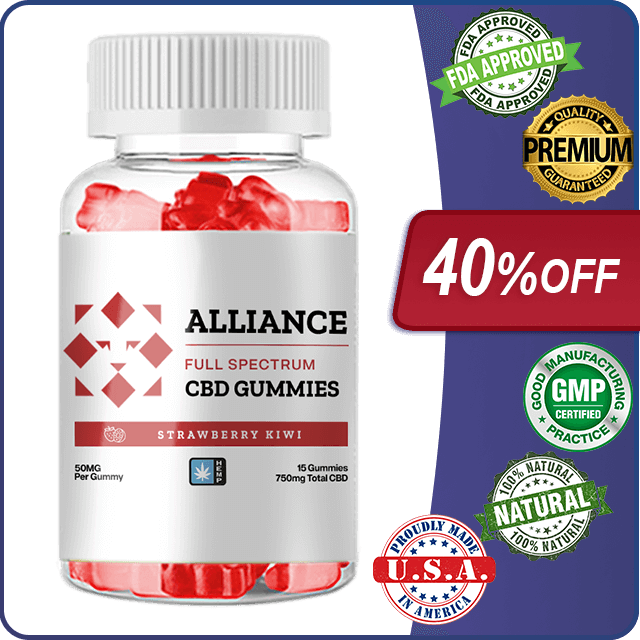 ALLIANCE
FULL SPECTRUM
CBD GUMMIES
STRAWBERRY KIWI
50MG
Per Gummy
HEMP
15 Gummies
750mg Total CBD
FDA APPROVED
FDA APPROVED
FDA APPROVED
QUALITY
PREMIUM
GUARANTEED
40%OFF
GOOD MANUFACTURING
GMP
CERTIFIED
PRACTICE
100% NATURAL
NATURAL
100% NATURAL
PROUDLY MADE
U.S.A.
IN AMERICA